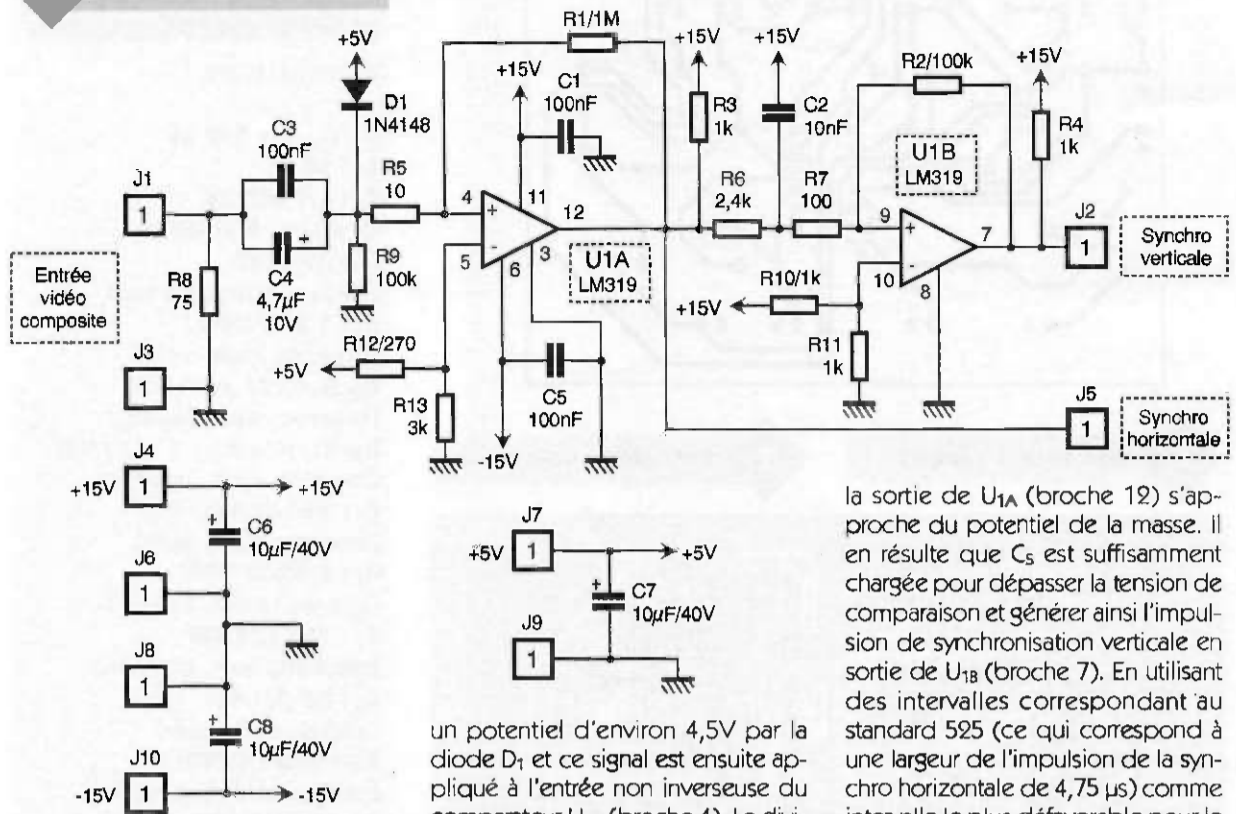 R1/1M
+5V
+15V
+15V
R2/100k
+15V
D1
1N4148
C1
100nF
R3
1k
C2
10nF
R4
1k
C3
100nF
U1B
LM319
J1
1
R5
10
4
+
11
12
R6
2,4k
R7
100
9
+
7
J2
1
Synchro
verticale
Entrée
vidéo
composite
R8
75
C4
+
4,7µF
10V
R9
100k
5
-
6
3
U1A
LM319
R10/1k
+15V
10
-
8
J3
1
R12/270
+5V
R13
3k
C5
100nF
-15V
R11
1k
J5
1
Synchro
horizontale
J4
+15V
1
+15V
+
C6
10µF/40V
J6
1
J8
1
+
C8
10µF/40V
J10
-15V
1
-15V
J7
+5V
1
+5V
+
C7
10µF/40V
J9
1
un potentiel d'environ 4,5V par la
diode D1 et ce signal est ensuite ap-
pliqué à l'entrée non inverseuse du
la sortie de U1A (broche 12) s'ap-
proche du potentiel de la masse. il
en résulte que C5 est suffisamment
chargée pour dépasser la tension de
comparaison et générer ainsi l'impul-
sion de synchronisation verticale en
sortie de U1B (broche 7). En utilisant
des intervalles correspondant au
standard 525 (ce qui correspond à
une largeur de l'impulsion de la syn-
chro horizontale de 4,75 µs) comme